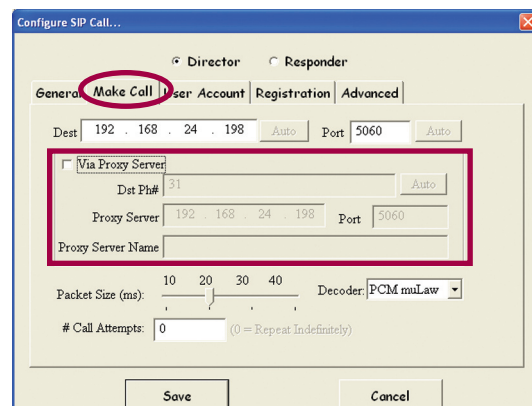 Configure SIP Call...
Director Responder
General Make Call User Account Registration Advanced
Dest 192 . 168 . 24 . 198 Auto Port 5060 Auto
Via Proxy Server
Dst Ph# 31 Auto
Proxy Server 192 . 168 . 24 . 198 Port 5060
Proxy Server Name
10 20 30 40
Packet Size (ms): Decoder: PCM muLaw
# Call Attempts: 0 (0 = Repeat Indefinitely)
Save Cancel